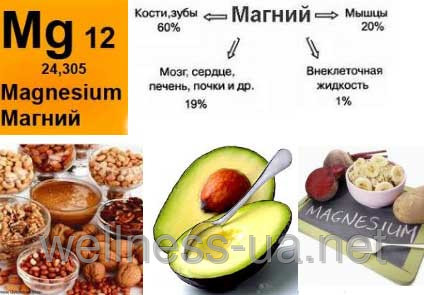 Mg 12
24,305
Magnesium
Магний
Кости,зубы
60%
Магний
Мышцы
20%
Мозг, сердце,
печень, почки и др.
19%
Внеклеточная
жидкость
1%
MAGNESIUM
wellness-ua.net